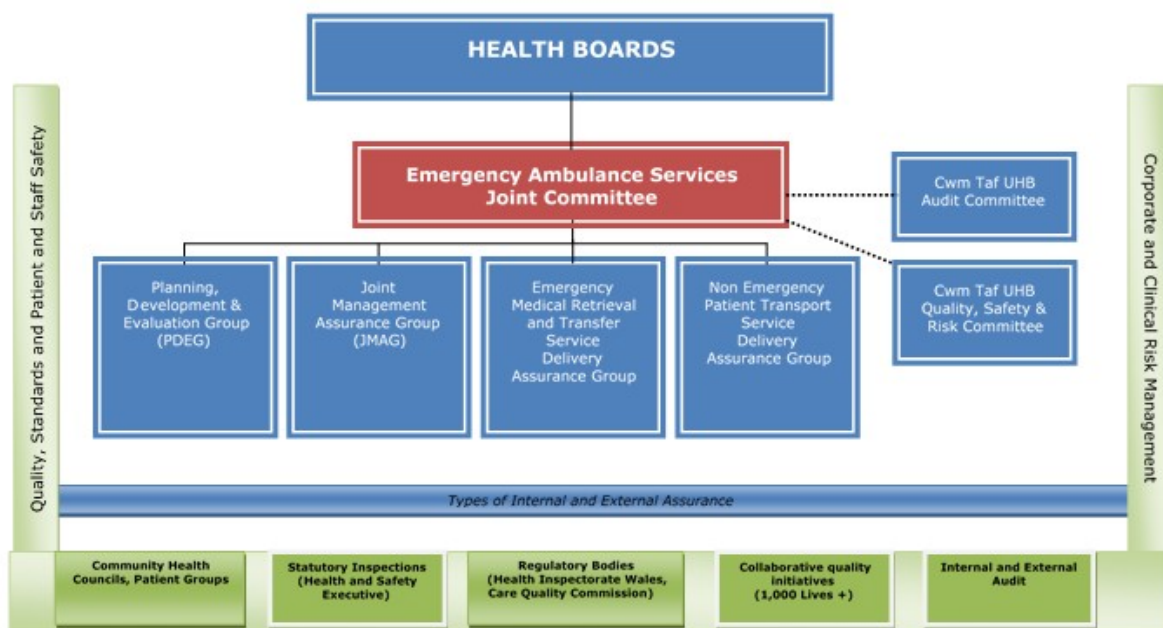 HEALTH BOARDS
Emergency Ambulance Services
Joint Committee
Cwm Taf UHB
Audit Committee
Cwm Taf UHB
Quality, Safety &
Risk Committee
Planning,
Development &
Evaluation Group
(PDEG)
Joint
Management
Assurance Group
(JMAG)
Emergency
Medical Retrieval
and Transfer
Service
Delivery
Assurance Group
Non Emergency
Patient Transport
Service
Delivery
Assurance Group
Quality, Standards and Patient and Staff Safety
Corporate and Clinical Risk Management
Types of Internal and External Assurance
Community Health
Councils, Patient Groups
Statutory Inspections
(Health and Safety
Executive)
Regulatory Bodies
(Health Inspectorate Wales,
Care Quality Commission)
Collaborative quality
initiatives
(1,000 Lives +)
Internal and External
Audit